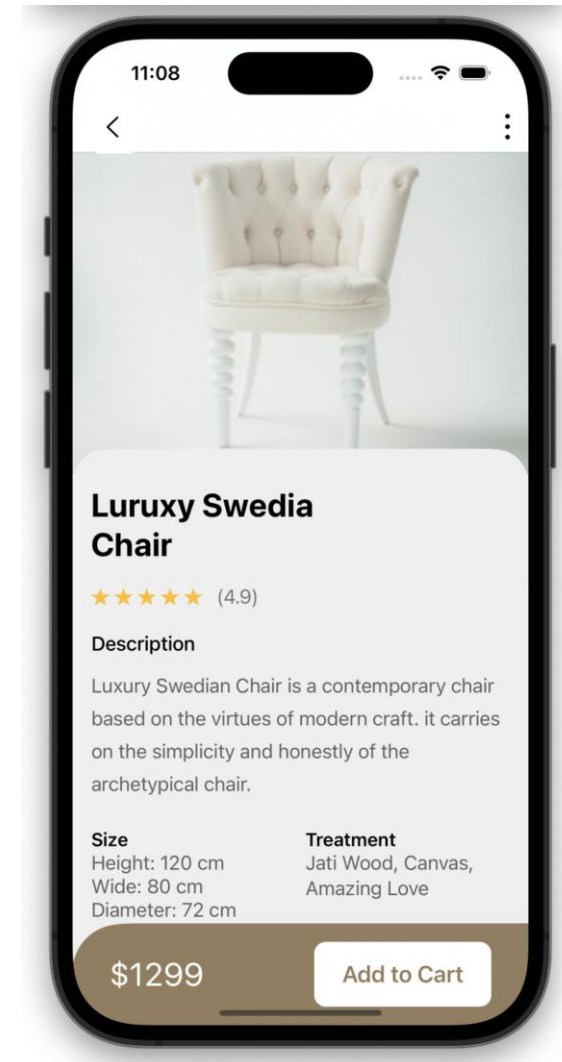 11:08
Luruxy Swedia
Chair
(4.9)
Description
Luxury Swedian Chair is a contemporary chair
based on the virtues of modern craft. it carries
on the simplicity and honestly of the
archetypical chair.
Size
Height: 120 cm
Wide: 80 cm
Diameter: 72 cm
Treatment
Jati Wood, Canvas,
Amazing Love
$1299
Add to Cart